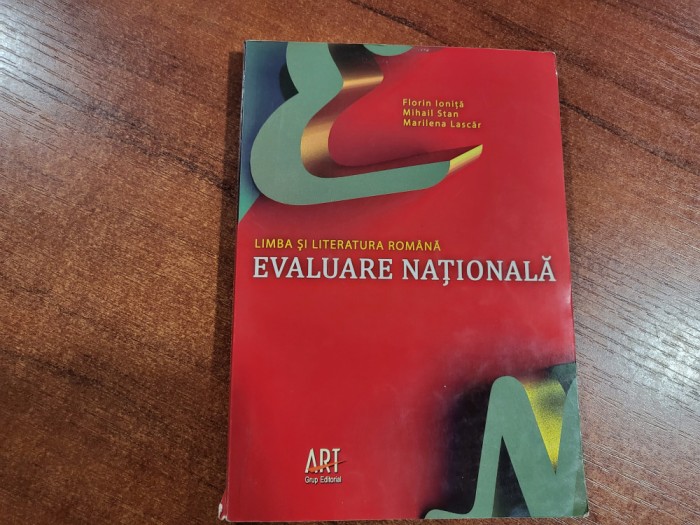 Florin Ioniță
Mihail Stan
Marilena Lascăr
LIMBA ȘI LITERATURA ROMÂNĂ
EVALUARE NAȚIONALĂ
ART
Grup Editorial